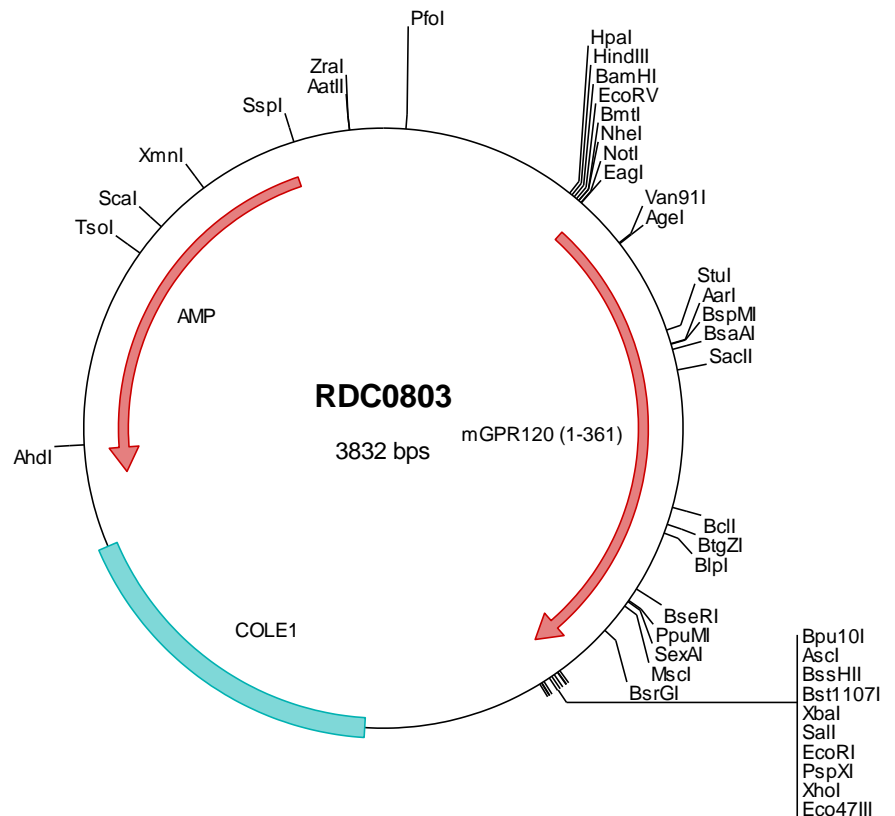 PfoI
ZraI
AatII
SspI
XmnI
ScaI
TsoI
AhdI
HpaI
HindIII
BamHI
EcoRV
BmtI
NheI
NotI
EagI
Van91I
AgeI
StuI
AarI
BspMI
BsaAI
SacII
AMP
RDC0803
3832 bps
mGPR120 (1-361)
COLE1
BclI
BtgZI
BlpI
BseRI
PpuMI
SexAI
MscI
BsrGI
Bpu10I
AscI
BssHII
Bst1107I
XbaI
SalI
EcoRI
PspXI
XhoI
Eco47III